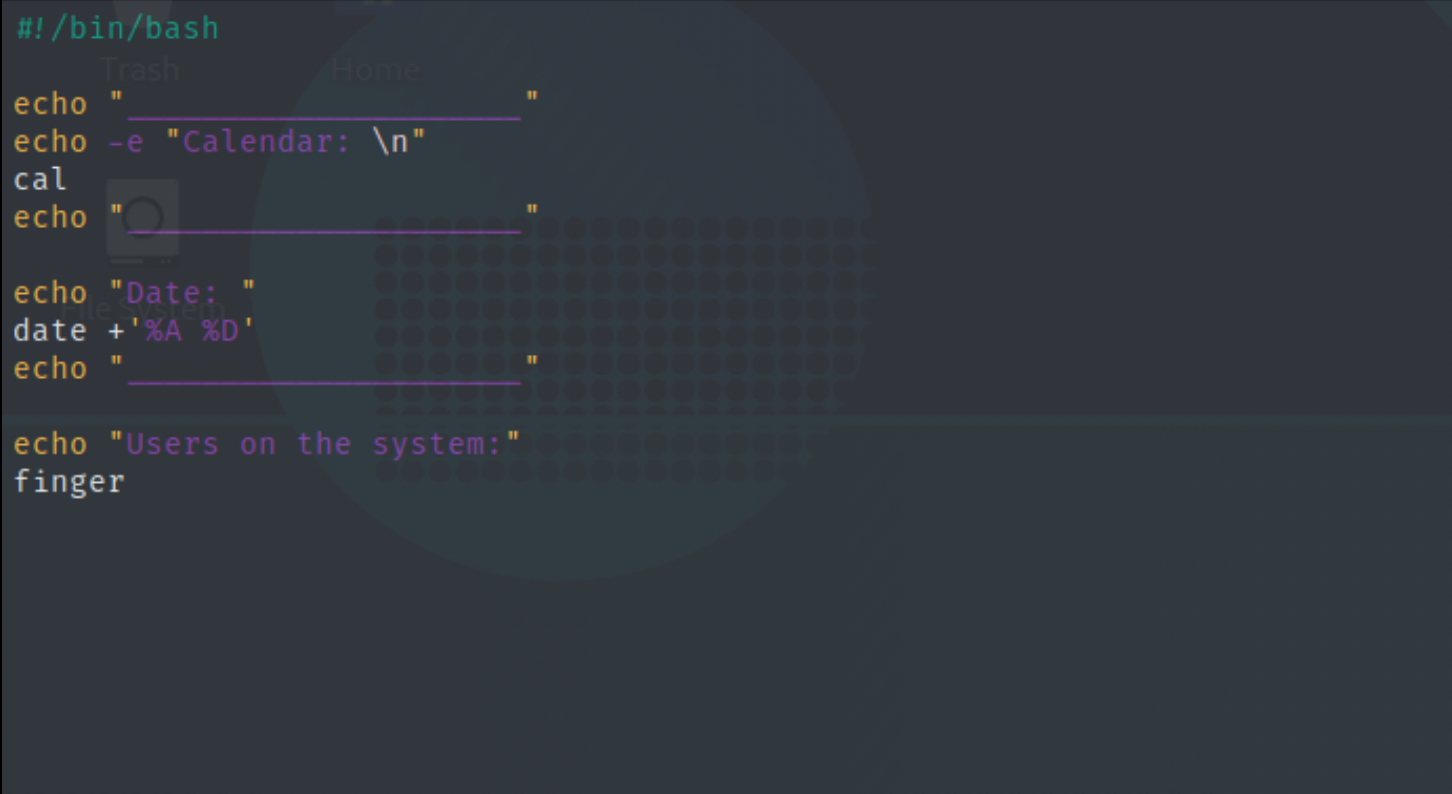 #!/bin/bash
Trash Home
echo "_____________________"
echo -e "Calendar: \n"
cal
echo "_____________________"
echo "Date: "
File System
date +'%A %D'
echo "_____________________"
echo "Users on the system:"
finger